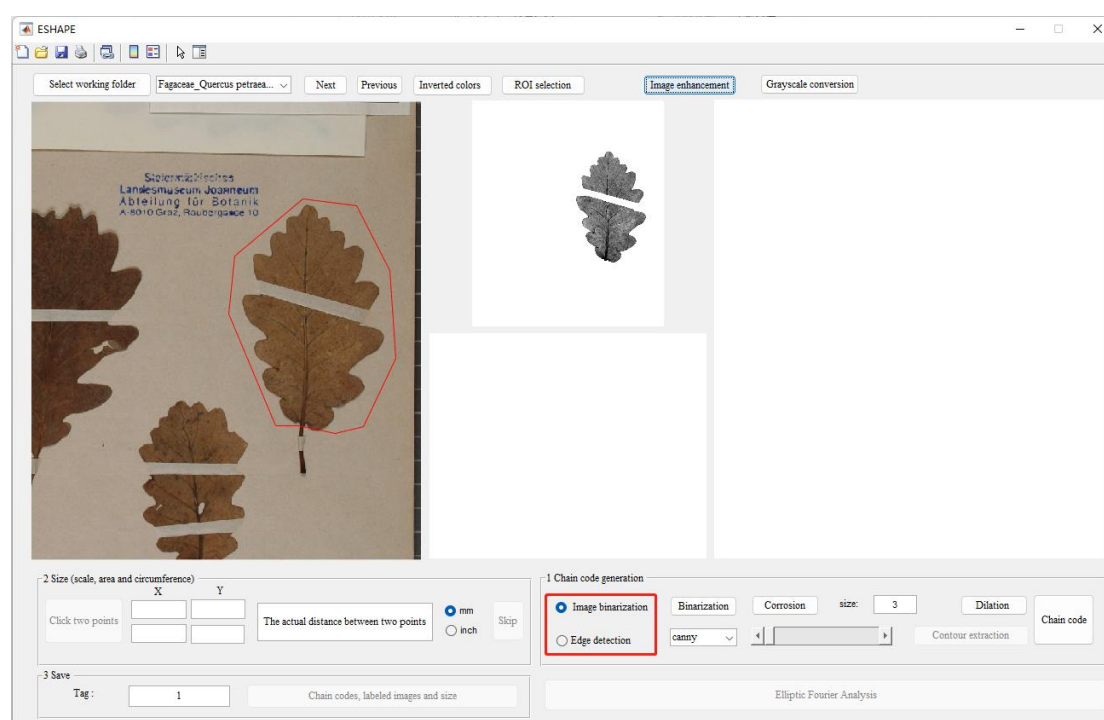 ESHAPE
Select working folder
Fagaceae_Quercus petraea...
Next
Previous
Inverted colors
ROI selection
Image enhancement
Grayscale conversion
Landesmuseum Joanneum
Abteilung für Botanik
A-8010 Graz, Raubergasse 10
2 Size (scale, area and circumference)
X Y
Click two points
The actual distance between two points
mm
inch
Skip
1 Chain code generation
Image binarization
Binarization
Corrosion
size:
3
Dilation
Chain code
Edge detection
canny
Contour extraction
3 Save
Tag :
1
Chain codes, labeled images and size
Elliptic Fourier Analysis